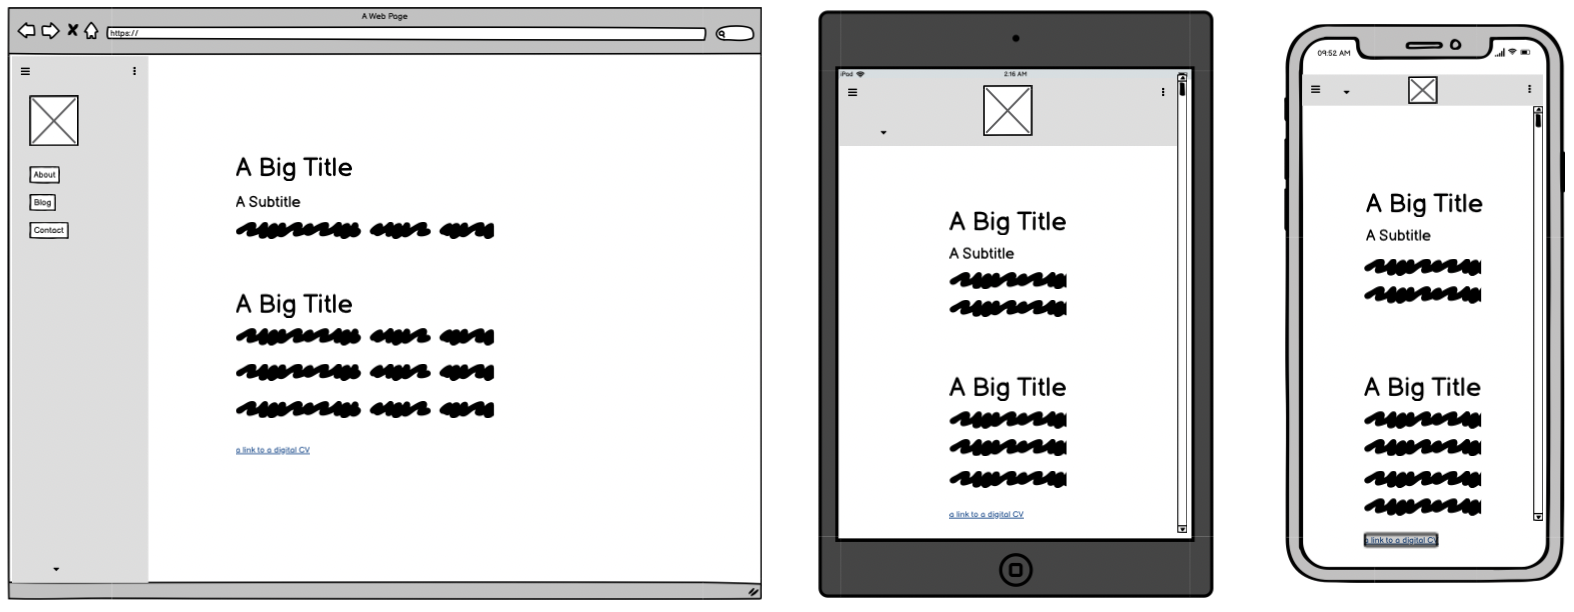 A Web Page
https://
About
Blog
Contact
A Big Title
A Subtitle
A Big Title
a link to a digital CV
iPad
2:16 AM
A Big Title
A Subtitle
A Big Title
a link to a digital CV
09:52 AM
A Big Title
A Subtitle
A Big Title
a link to a digital CV